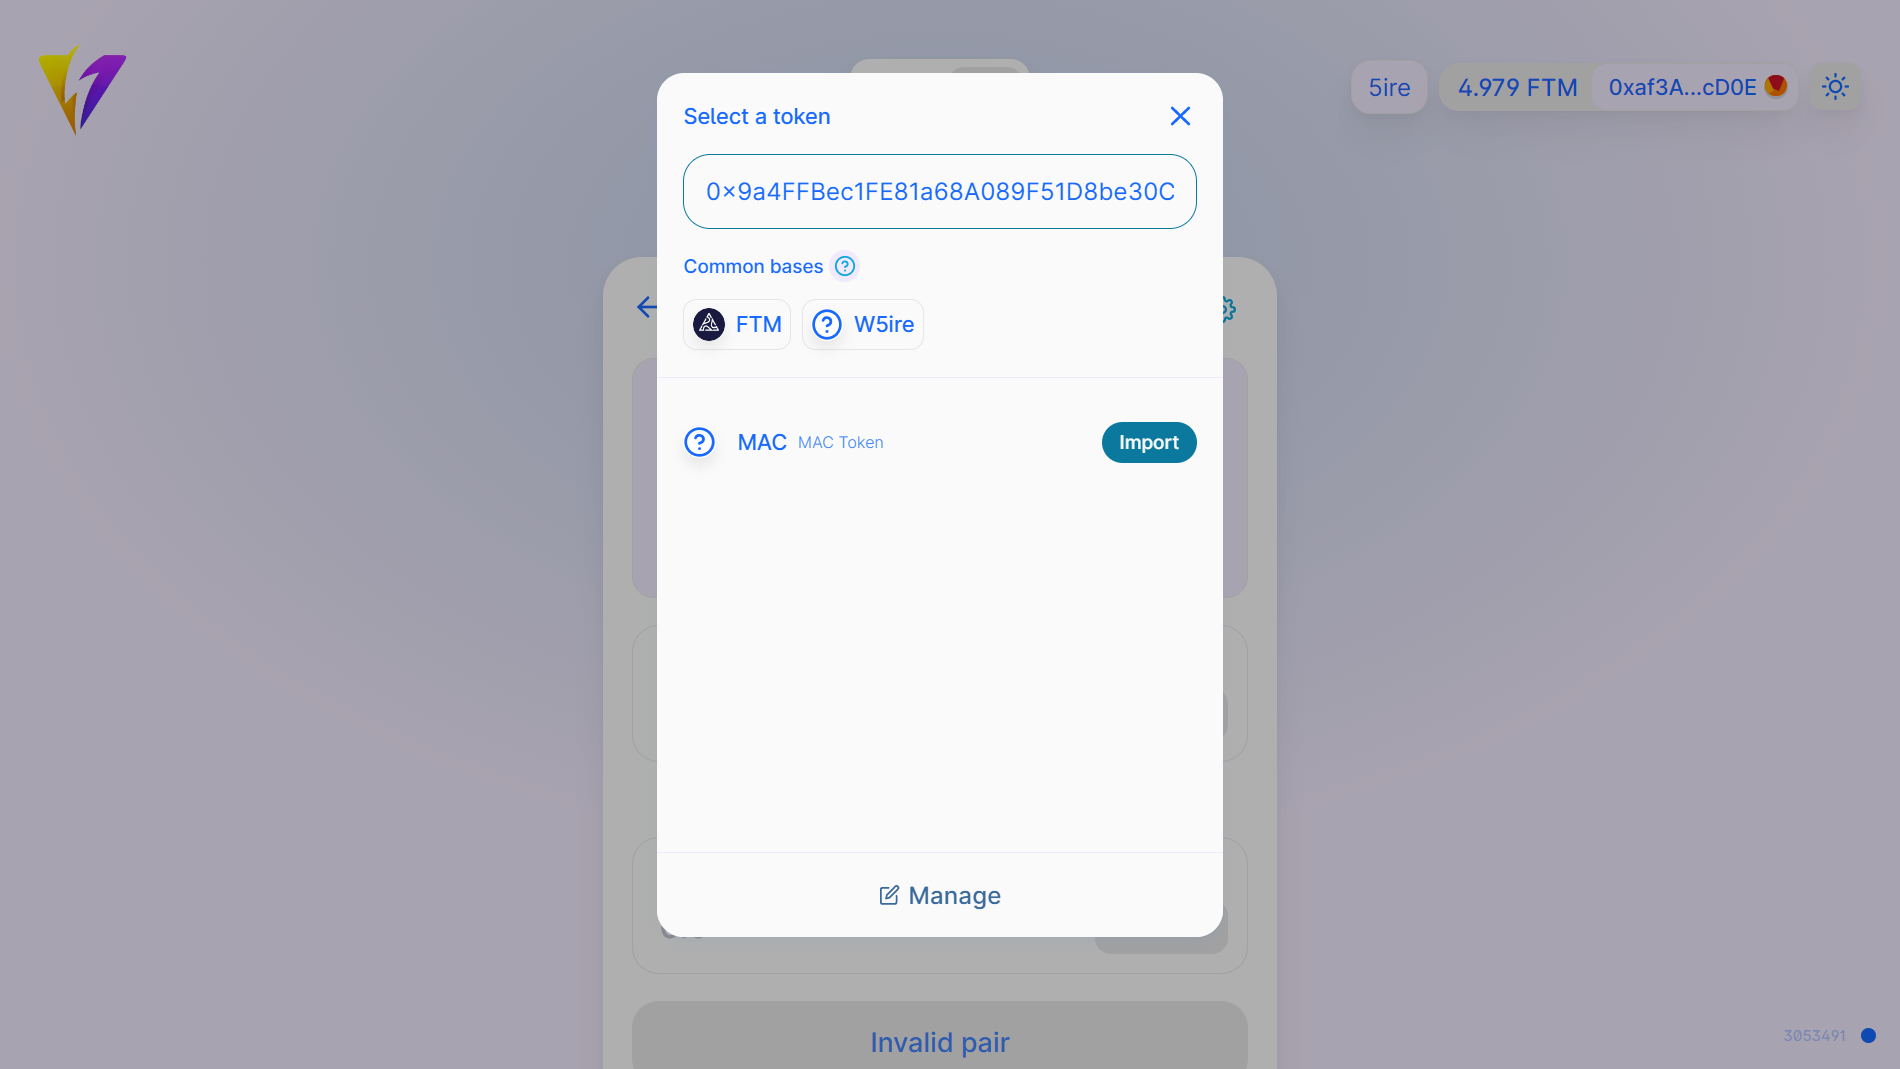 5ire
4.979 FTM
0xaf3A...cD0E
Select a token
0x9a4FFBec1FE81a68A089F51D8be30C
Common bases
FTM
W5ire
MAC MAC Token
Import
Manage
Invalid pair
3053491